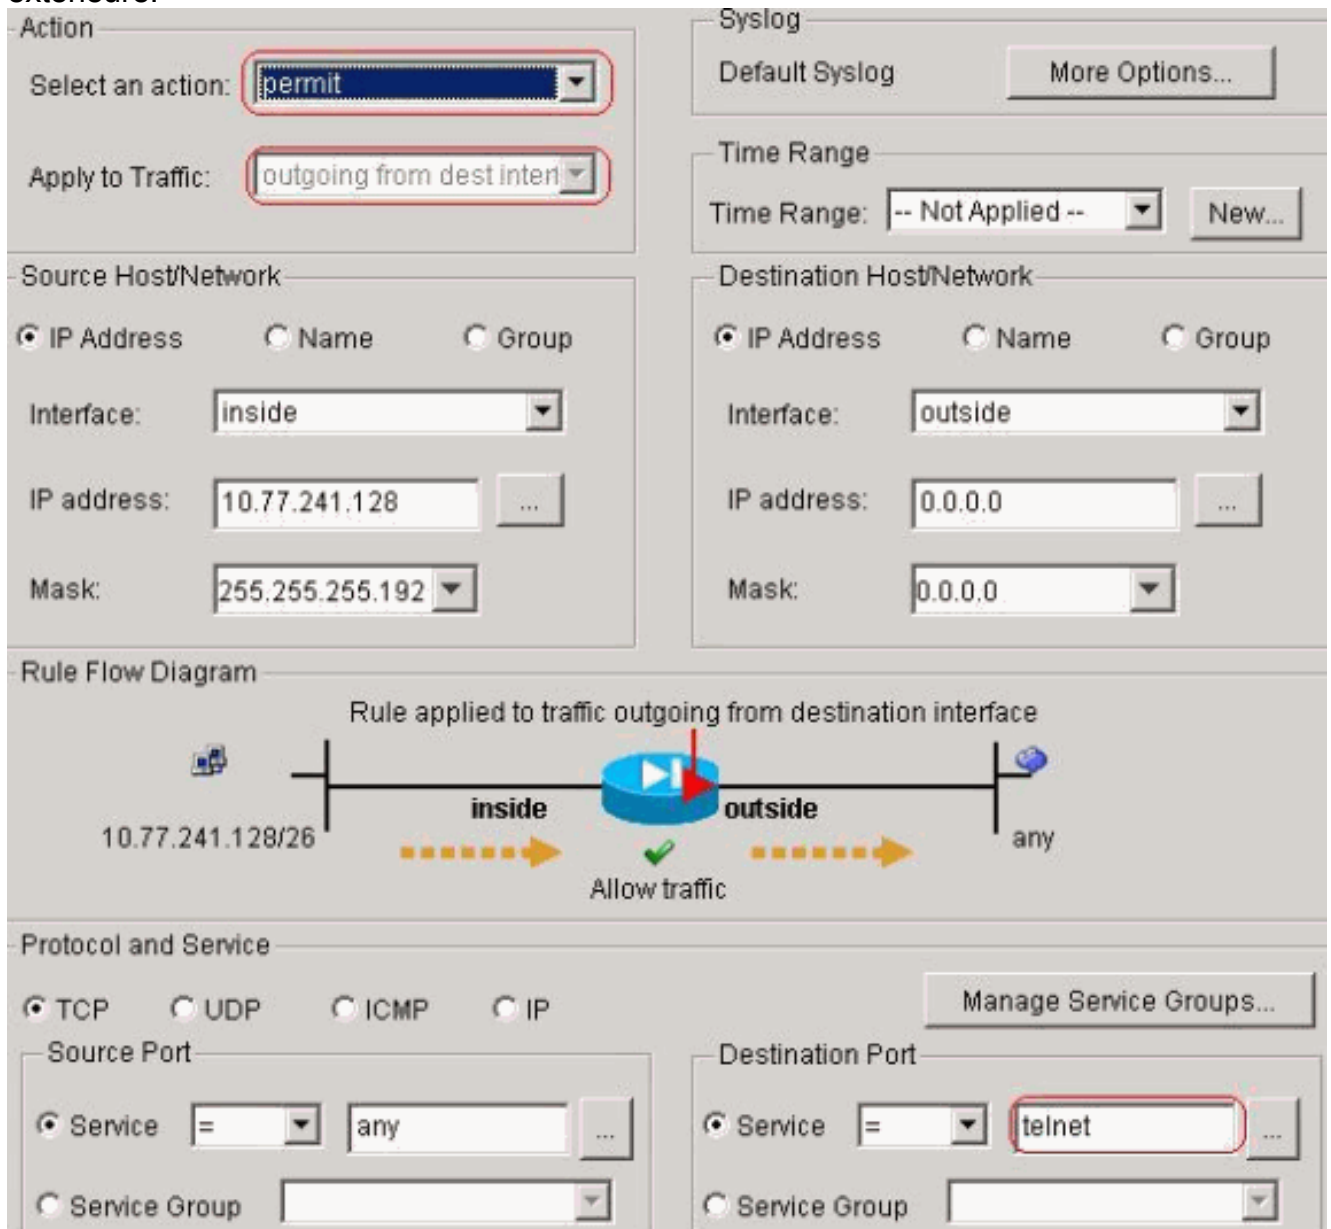 extérieure.
Action
Select an action: permit
Apply to Traffic: outgoing from dest interf
Syslog
Default Syslog More Options...
Time Range
Time Range: -- Not Applied -- New...
Source Host/Network
IP Address Name Group
Interface: inside
IP address: 10.77.241.128 ...
Mask: 255.255.255.192
Destination Host/Network
IP Address Name Group
Interface: outside
IP address: 0.0.0.0 ...
Mask: 0.0.0.0
Rule Flow Diagram
Rule applied to traffic outgoing from destination interface
inside outside
10.77.241.128/26 any
Allow traffic
Protocol and Service
TCP UDP ICMP IP Manage Service Groups...
Source Port
Service = any ...
Service Group
Destination Port
Service = telnet ...
Service Group